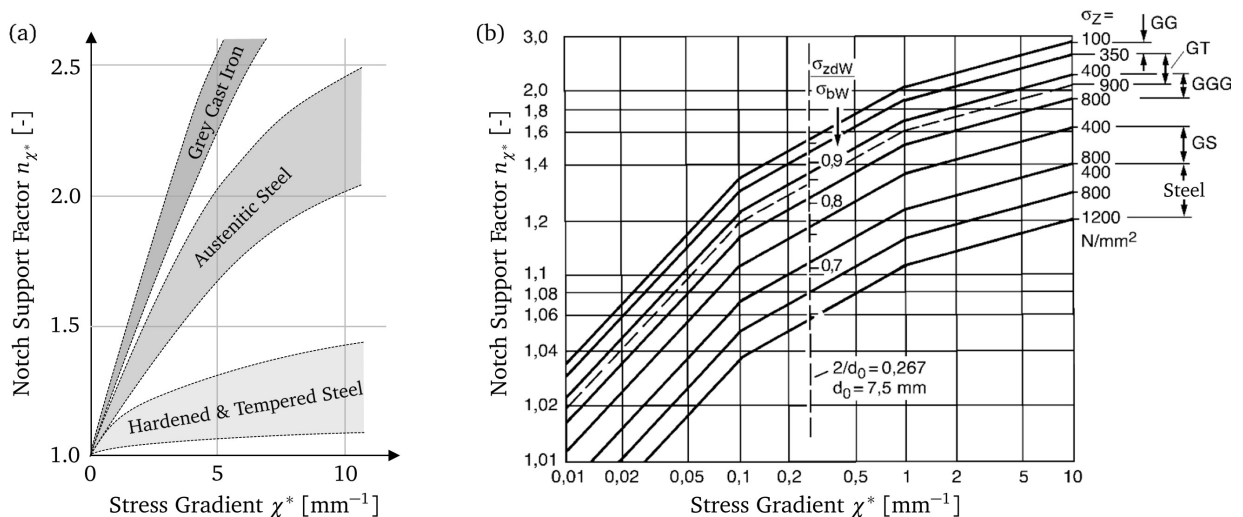 (a)
Notch Support Factor nχ* [-]
2.5
2.0
1.5
1.0
Grey Cast Iron
Austenitic Steel
Hardened & Tempered Steel
0
5
10
Stress Gradient χ* [mm−1]
(b)
Notch Support Factor nχ* [-]
3,0
2,0
1,8
1,6
1,4
1,2
1,1
1,08
1,06
1,04
1,02
1,01
σzdW
σbW
0,9
0,8
0,7
2/d0 = 0,267
d0 = 7,5 mm
0,01
0,02
0,05
0,1
0,2
0,5
1
2
5
10
Stress Gradient χ* [mm−1]
σZ =
100
350
400
900
800
400
800
400
800
1200
N/mm2
GG
GT
GGG
GS
Steel